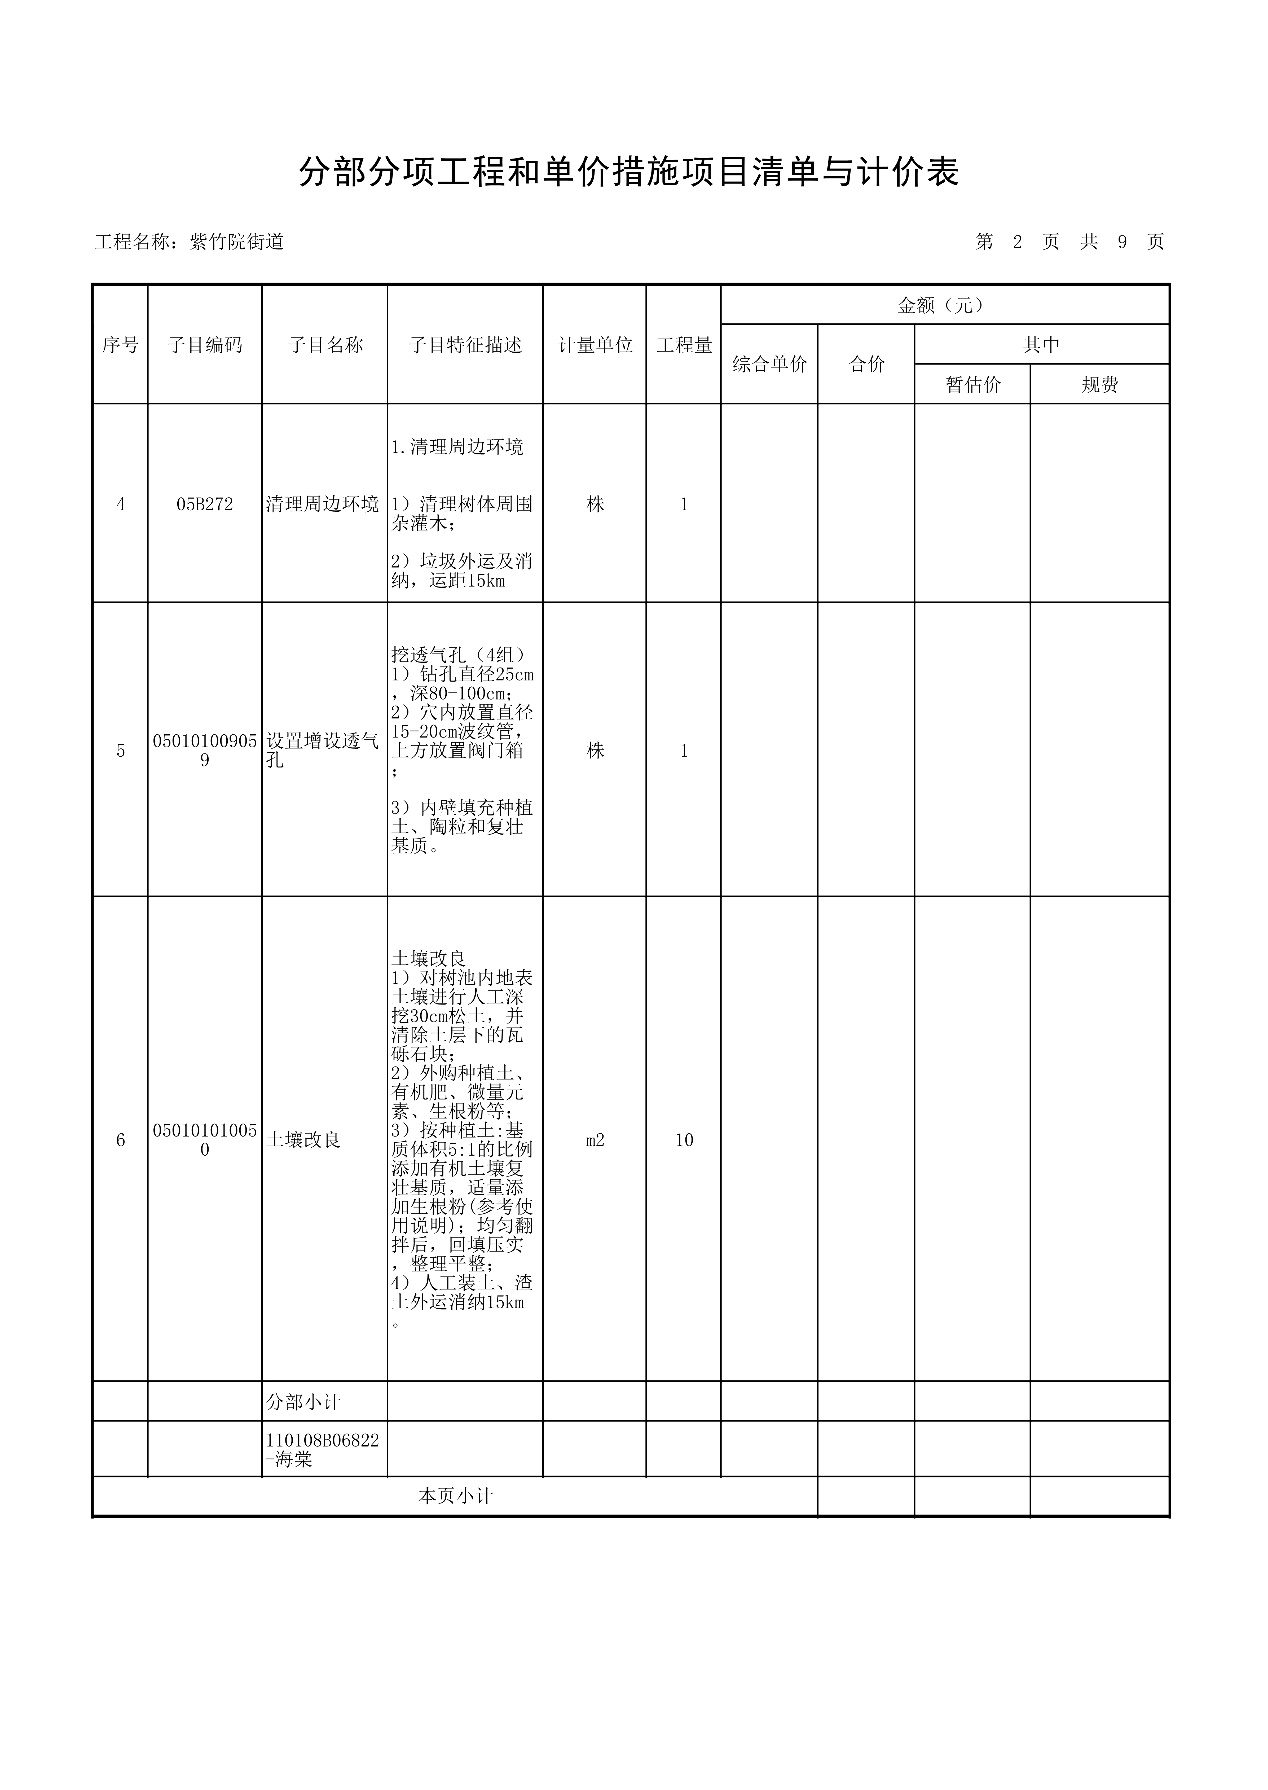 分部分项工程和单价措施项目清单与计价表
工程名称：紫竹院街道
第 2 页 共 9 页
序号 子目编码 子目名称 子目特征描述 计量单位 工程量 金额（元）
综合单价 合价 其中
暂估价 规费
4 05B272 清理周边环境 株 1
1.清理周边环境
1）清理树体周围
杂灌木；
2）垃圾外运及消
纳，运距15km
5 株 1
05010100905
9
设置增设透气
孔
挖透气孔（4组）
1）钻孔直径25cm
，深80-100cm；
2）穴内放置直径
15-20cm波纹管，
上方放置阀门箱
；
3）内壁填充种植
土、陶粒和复壮
基质。
6 土壤改良 m2 10
05010101005
0
土壤改良
1）对树池内地表
土壤进行人工深
挖30cm松土，并
清除土层下的瓦
砾石块；
2）外购种植土、
有机肥、微量元
素、生根粉等；
3）按种植土:基
质体积5:1的比例
添加有机土壤复
壮基质，适量添
加生根粉(参考使
用说明)；均匀翻
拌后，回填压实
，整理平整；
4）人工装土、渣
土外运消纳15km
。
分部小计
110108B06822
-海棠
本页小计